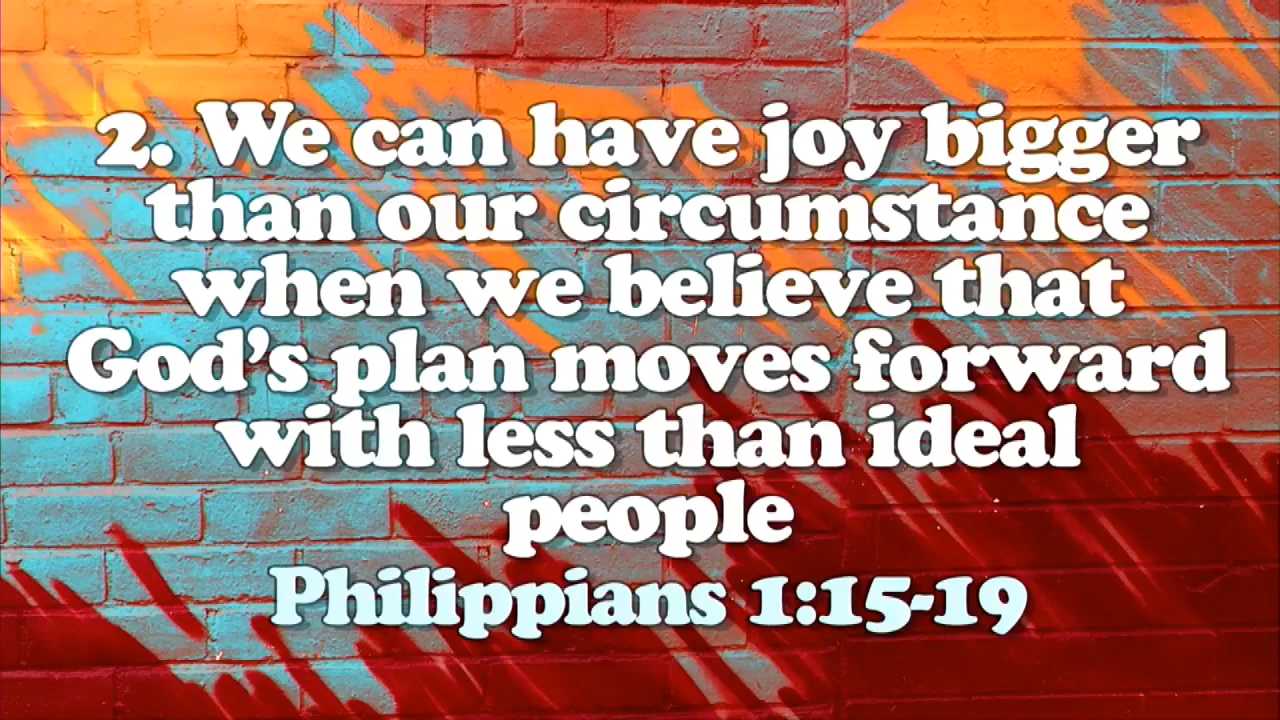 2. We can have joy bigger
than our circumstance
when we believe that
God's plan moves forward
with less than ideal
people
Philippians 1:15-19